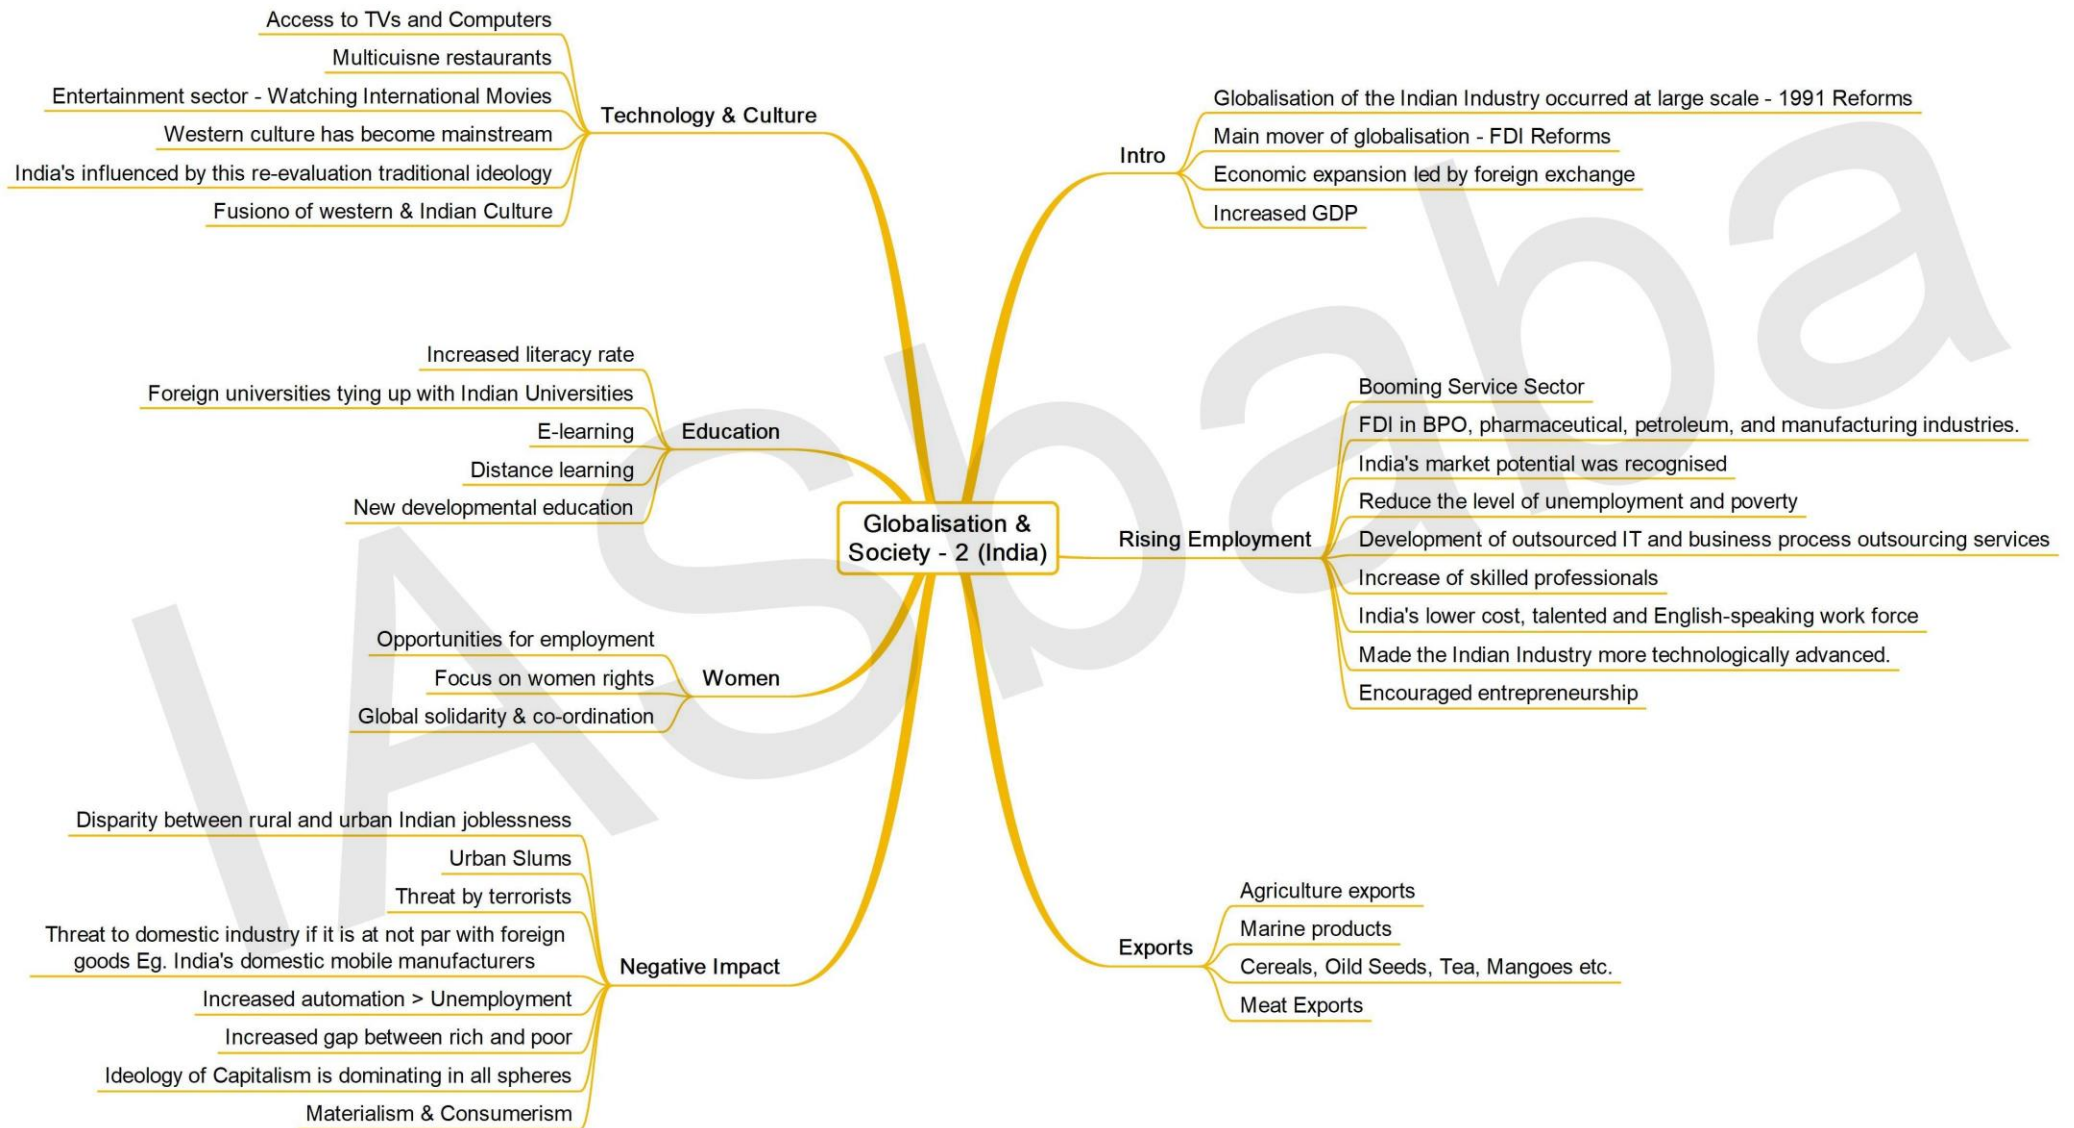 Globalisation &
Society - 2 (India)
Intro
Globalisation of the Indian Industry occurred at large scale - 1991 Reforms
Main mover of globalisation - FDI Reforms
Economic expansion led by foreign exchange
Increased GDP
Rising Employment
Booming Service Sector
FDI in BPO, pharmaceutical, petroleum, and manufacturing industries.
India's market potential was recognised
Reduce the level of unemployment and poverty
Development of outsourced IT and business process outsourcing services
Increase of skilled professionals
India's lower cost, talented and English-speaking work force
Made the Indian Industry more technologically advanced.
Encouraged entrepreneurship
Exports
Agriculture exports
Marine products
Cereals, Oild Seeds, Tea, Mangoes etc.
Meat Exports
Technology & Culture
Access to TVs and Computers
Multicuisne restaurants
Entertainment sector - Watching International Movies
Western culture has become mainstream
India's influenced by this re-evaluation traditional ideology
Fusiono of western & Indian Culture
Education
Increased literacy rate
Foreign universities tying up with Indian Universities
E-learning
Distance learning
New developmental education
Women
Opportunities for employment
Focus on women rights
Global solidarity & co-ordination
Negative Impact
Disparity between rural and urban Indian joblessness
Urban Slums
Threat by terrorists
Threat to domestic industry if it is at not par with foreign
goods Eg. India's domestic mobile manufacturers
Increased automation > Unemployment
Increased gap between rich and poor
Ideology of Capitalism is dominating in all spheres
Materialism & Consumerism
IASbaba